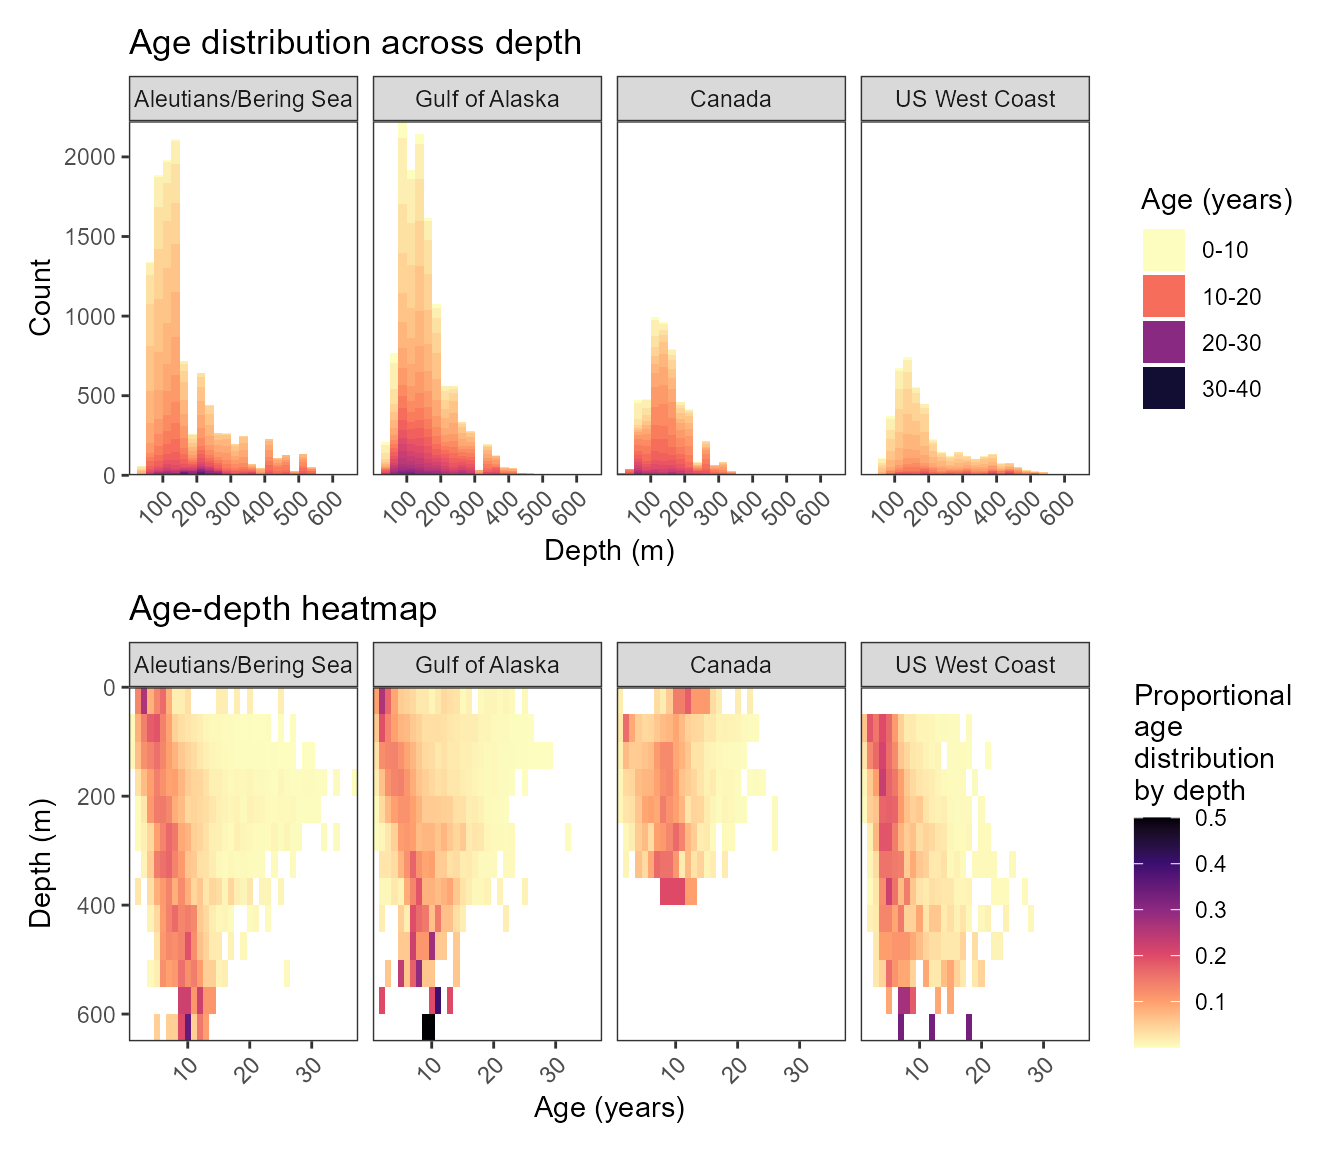 Age distribution across depth
Aleutians/Bering Sea
Gulf of Alaska
Canada
US West Coast
2000
1500
1000
500
0
Count
100 200 300 400 500 600
100 200 300 400 500 600
100 200 300 400 500 600
100 200 300 400 500 600
Depth (m)
Age (years)
0-10
10-20
20-30
30-40
Age-depth heatmap
Aleutians/Bering Sea
Gulf of Alaska
Canada
US West Coast
0
200
400
600
Depth (m)
10 20 30
10 20 30
10 20 30
10 20 30
Age (years)
Proportional
age
distribution
by depth
0.5
0.4
0.3
0.2
0.1